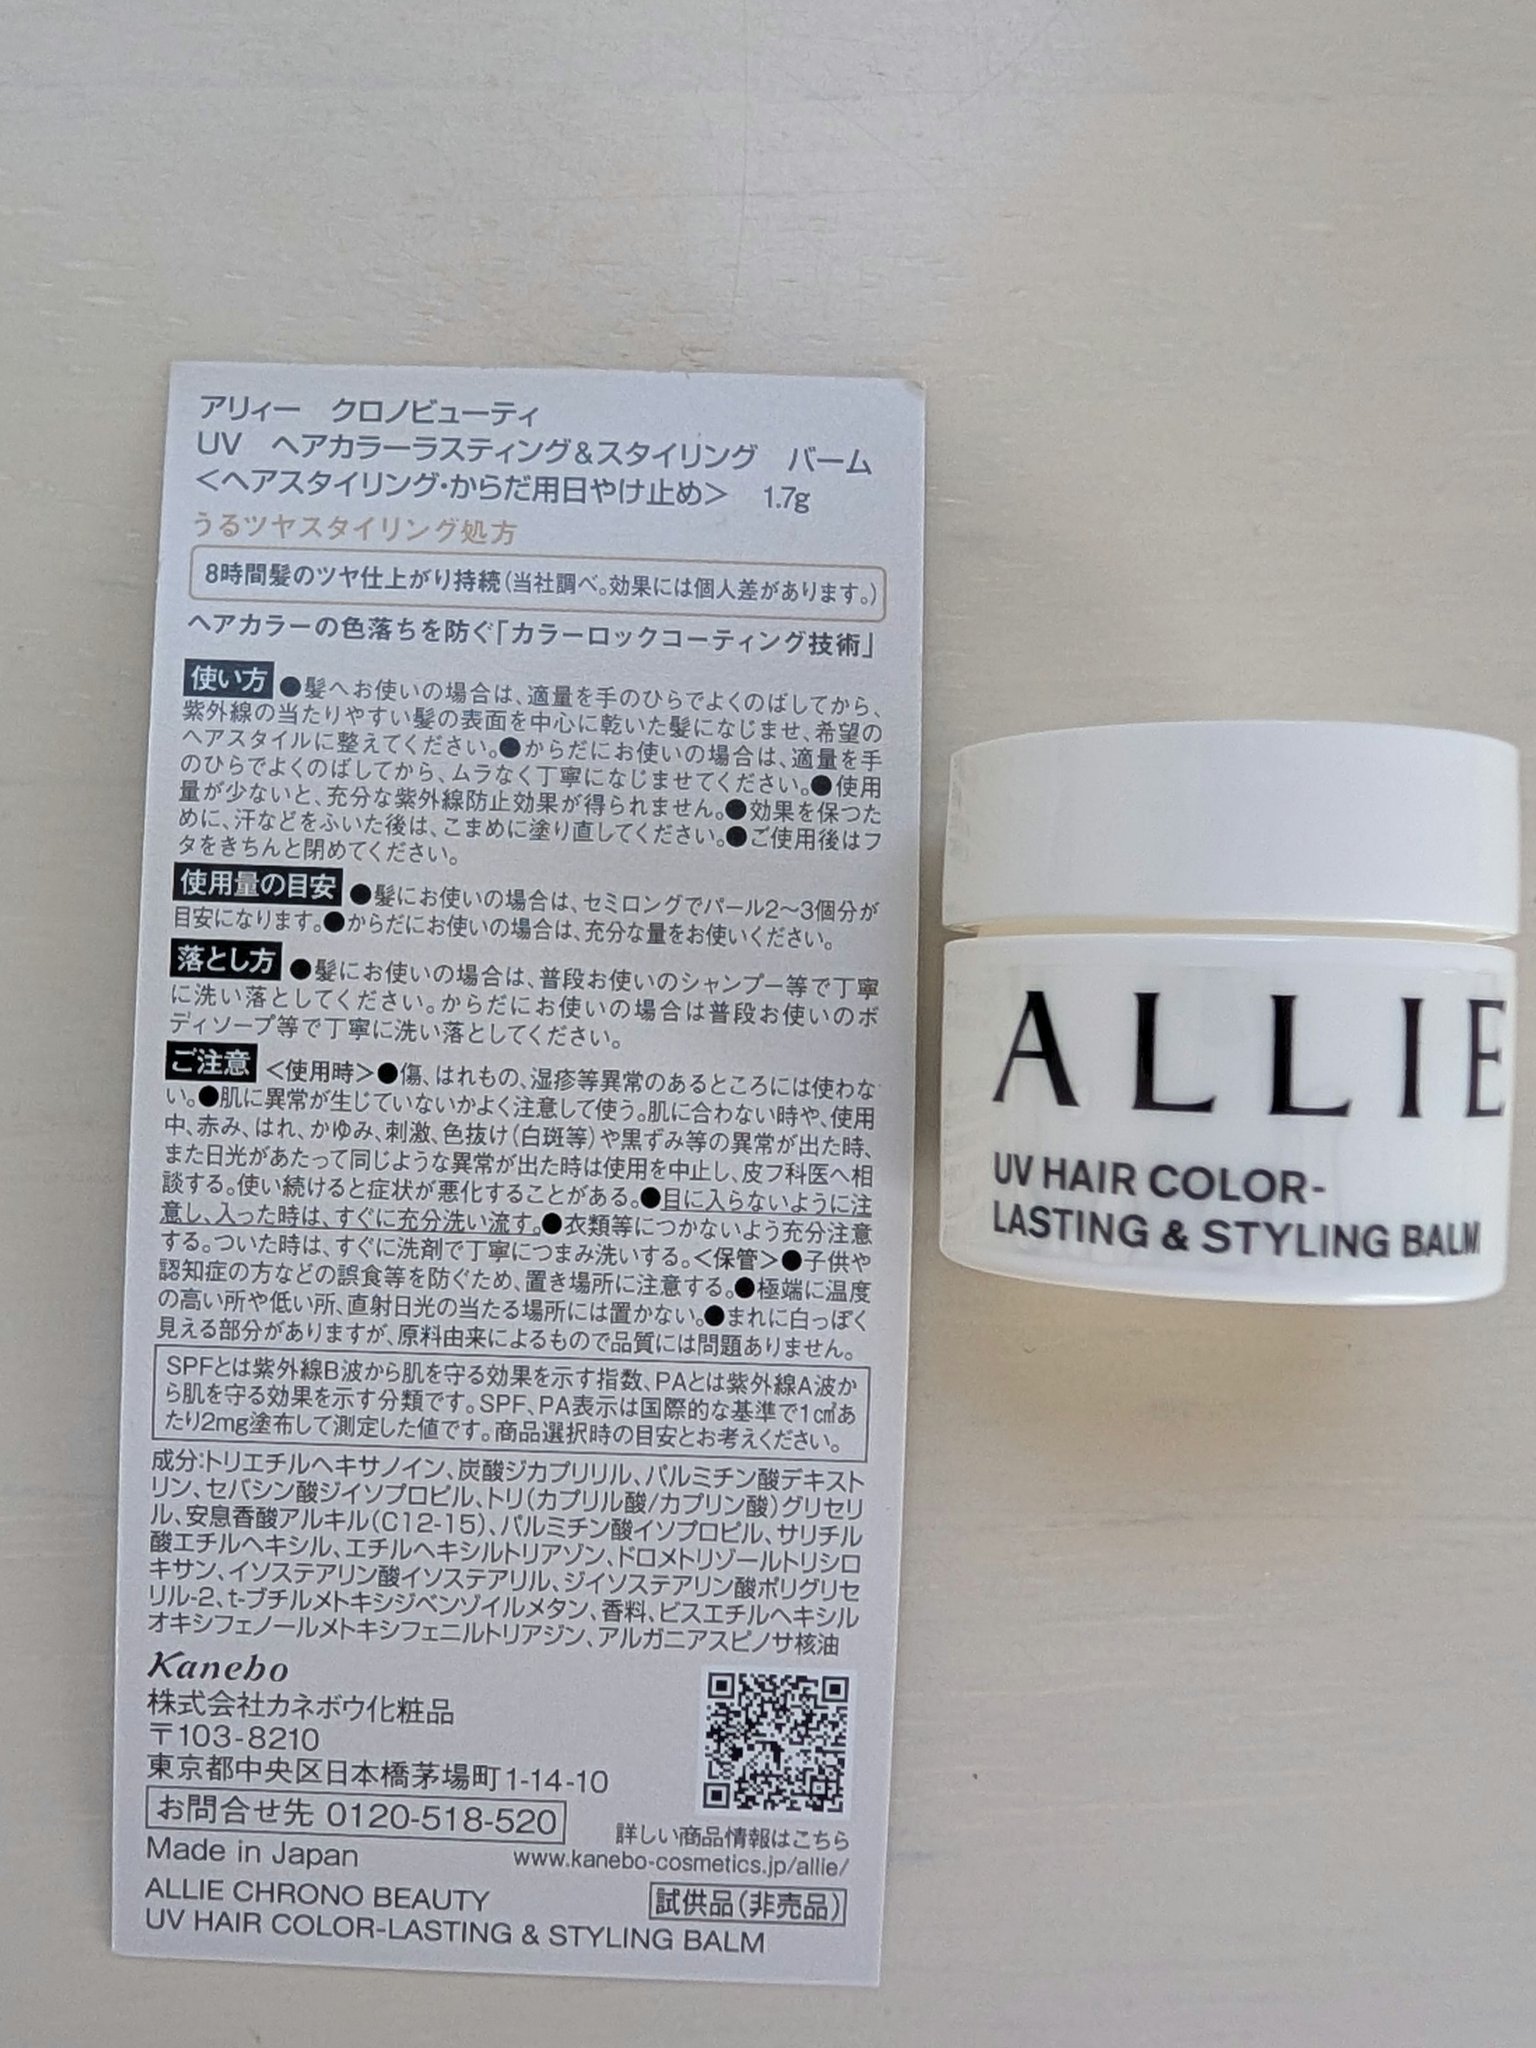 アリィー　クロノビューティ
UV　ヘアカラーラスティング&スタイリング　バーム
<ヘアスタイリング・からだ用日やけ止め>　1.7g
うるツヤスタイリング処方
8時間髪のツヤ仕上がり持続(当社調べ。効果には個人差があります。)
ヘアカラーの色落ちを防ぐ「カラーロックコーティング技術」
使い方 ●髪へお使いの場合は、適量を手のひらでよくのばしてから、
紫外線の当たりやすい髪の表面を中心に乾いた髪になじませ、希望の
ヘアスタイルに整えてください。●からだにお使いの場合は、適量を手
のひらでよくのばしてから、ムラなく丁寧になじませてください。●使用
量が少ないと、充分な紫外線防止効果が得られません。●効果を保つた
めに、汗などをふいた後は、こまめに塗り直してください。●ご使用後はフ
タをきちんと閉めてください。
使用量の目安 ●髪にお使いの場合は、セミロングでパール2～3個分が
目安になります。●からだにお使いの場合は、充分な量をお使いください。
落とし方 ●髪にお使いの場合は、普段お使いのシャンプー等で丁寧
に洗い落としてください。からだにお使いの場合は普段お使いのボ
ディソープ等で丁寧に洗い落としてください。
ご注意 <使用時>●傷、はれもの、湿疹等異常のあるところには使わな
い。●肌に異常が生じていないかよく注意して使う。肌に合わない時や、使用
中、赤み、はれ、かゆみ、刺激、色抜け(白斑等)や黒ずみ等の異常が出た時、
また日光があたって同じような異常が出た時は使用を中止し、皮フ科医へ相
談する。使い続けると症状が悪化することがある。●目に入らないように注
意し、入った時は、すぐに充分洗い流す。●衣類等につかないよう充分注意
する。ついた時は、すぐに洗剤で丁寧につまみ洗いする。<保管>●子供や
認知症の方などの誤食等を防ぐため、置き場所に注意する。●極端に温度
の高い所や低い所、直射日光の当たる場所には置かない。●まれに白っぽく
見える部分がありますが、原料由来によるもので品質には問題ありません。
SPFとは紫外線B波から肌を守る効果を示す指数、PAとは紫外線A波か
ら肌を守る効果を示す分類です。SPF、PA表示は国際的な基準で1㎠あ
たり2mg塗布して測定した値です。商品選択時の目安とお考えください。
成分:トリエチルヘキサノイン、炭酸ジカプリリル、パルミチン酸デキスト
リン、セバシン酸ジイソプロピル、トリ(カプリル酸/カプリン酸)グリセリ
ル、安息香酸アルキル(C12-15)、パルミチン酸イソプロピル、サリチル
酸エチルヘキシル、エチルヘキシルトリアゾン、ドロメトリゾールトリシロ
キサン、イソステアリン酸イソステアリル、ジイソステアリン酸ポリグリセ
リル-2、t-ブチルメトキシジベンゾイルメタン、香料、ビスエチルヘキシル
オキシフェノールメトキシフェニルトリアジン、アルガニアスピノサ核油
Kanebo
株式会社カネボウ化粧品
〒103-8210
東京都中央区日本橋茅場町1-14-10
お問合せ先 0120-518-520
Made in Japan
詳しい商品情報はこちら
www.kanebo-cosmetics.jp/allie/
ALLIE CHRONO BEAUTY
試供品(非売品)
UV HAIR COLOR-LASTING & STYLING BALM
ALLIE
UV HAIR COLOR-
LASTING & STYLING BALM